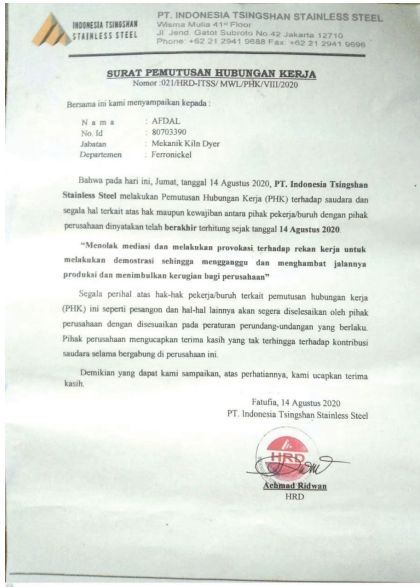 INDONESIA TSINGSHAN
STAINLESS STEEL
PT. INDONESIA TSINGSHAN STAINLESS STEEL
Wisma Mulia 41st Floor
Jl. Jend. Gatot Subroto No.42 Jakarta 12710
Phone: +62 21 2941 9688 Fax. +62 21 2941 9696
SURAT PEMUTUSAN HUBUNGAN KERJA
Nomor :021/HRD-ITSS/ MWL/PHK/VIII/2020
Bersama ini kami menyampaikan kepada :
N a m a : AFDAL
No. Id : 80703390
Jabatan : Mekanik Kiln Dyer
Departemen : Ferronickel
Bahwa pada hari ini, Jumat, tanggal 14 Agustus 2020, PT. Indonesia Tsingshan
Stainless Steel melakukan Pemutusan Hubungan Kerja (PHK) terhadap saudara dan
segala hal terkait atas hak maupun kewajiban antara pihak pekerja/buruh dengan pihak
perusahaan dinyatakan telah berakhir terhitung sejak tanggal 14 Agustus 2020.
“Menolak mediasi dan melakukan provokasi terhadap rekan kerja untuk
melakukan demostrasi sehingga mengganggu dan menghambat jalannya
produksi dan menimbulkan kerugian bagi perusahaan”
Segala perihal atas hak-hak pekerja/buruh terkait pemutusan hubungan kerja
(PHK) ini seperti pesangon dan hal-hal lainnya akan segera diselesaikan oleh pihak
perusahaan dengan disesuaikan pada peraturan perundang-undangan yang berlaku.
Pihak perusahaan mengucapkan terima kasih yang tak terhingga terhadap kontribusi
saudara selama bergabung di perusahaan ini.
Demikian yang dapat kami sampaikan, atas perhatiannya, kami ucapkan terima
kasih.
Fatufia, 14 Agustus 2020
PT. Indonesia Tsingshan Stainless Steel
HRD
Achmad Ridwan
HRD